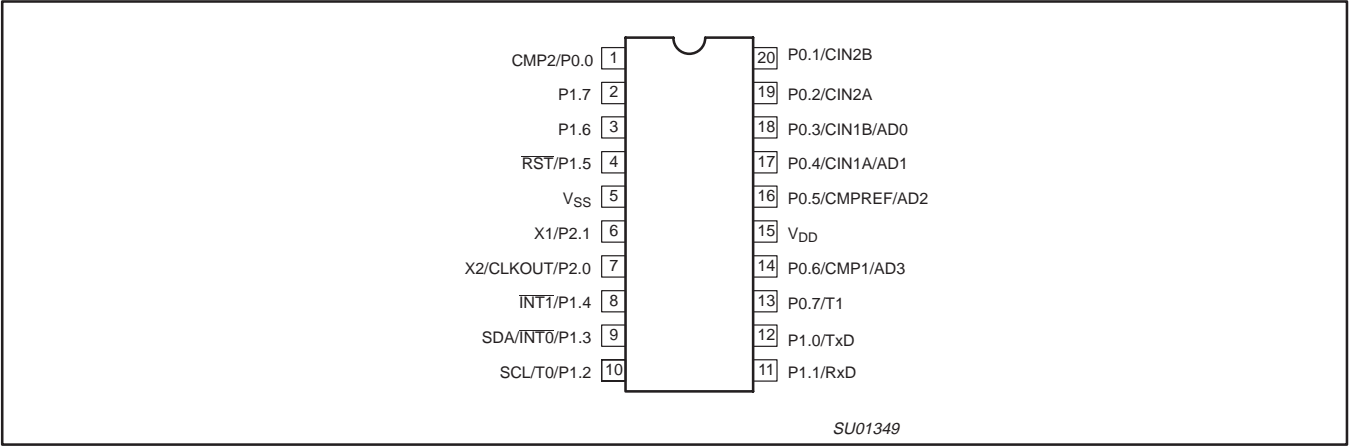 CMP2/P0.0 1 20 P0.1/CIN2B
P1.7 2 19 P0.2/CIN2A
P1.6 3 18 P0.3/CIN1B/AD0
RST/P1.5 4 17 P0.4/CIN1A/AD1
VSS 5 16 P0.5/CMPREF/AD2
X1/P2.1 6 15 VDD
X2/CLKOUT/P2.0 7 14 P0.6/CMP1/AD3
INT1/P1.4 8 13 P0.7/T1
SDA/INT0/P1.3 9 12 P1.0/TxD
SCL/T0/P1.2 10 11 P1.1/RxD
SU01349